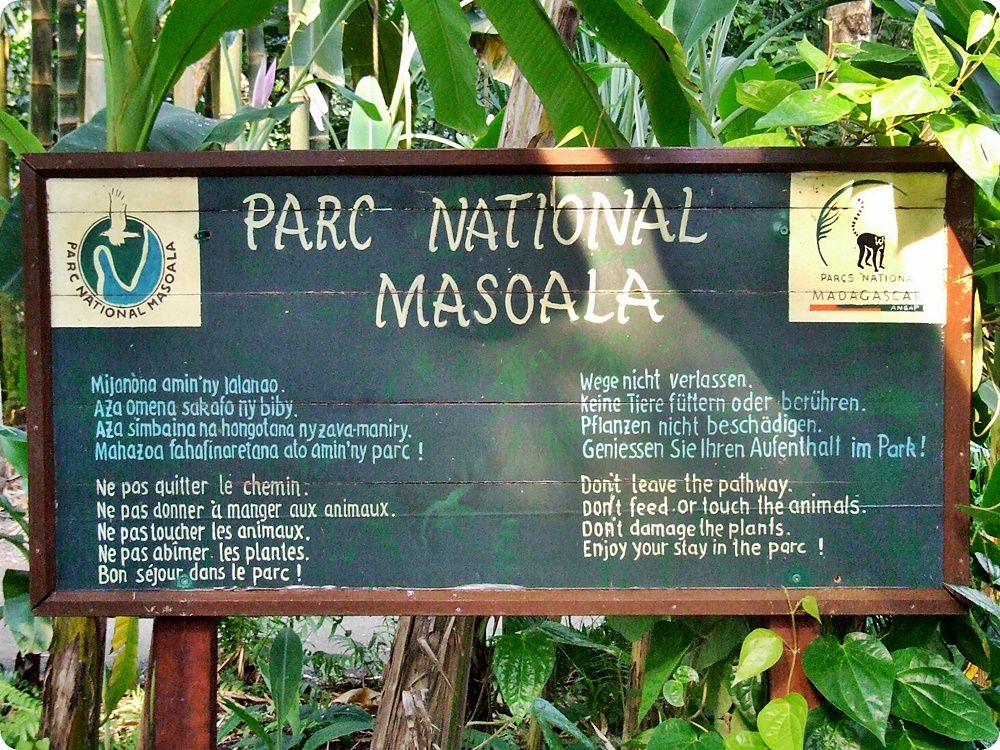 PARC NATIONAL
MASOALA
PARC NATIONAL MASOALA
PARCS NATIONA
MADAGASCAR
ANGAP
Mijanòna amin'ny lalanao.
Aza omena sakafo ny biby.
Aza simbaina na hongotana ny zava-maniry.
Mahazoa fahafinaretana ato amin'ny parc !
Ne pas quitter le chemin.
Ne pas donner à manger aux animaux.
Ne pas toucher les animaux.
Ne pas abîmer les plantes.
Bon séjour dans le parc !
Wege nicht verlassen.
Keine Tiere füttern oder berühren.
Pflanzen nicht beschädigen.
Geniessen Sie Ihren Aufenthalt im Park!
Don't leave the pathway.
Don't feed or touch the animals.
Don't damage the plants.
Enjoy your stay in the parc !